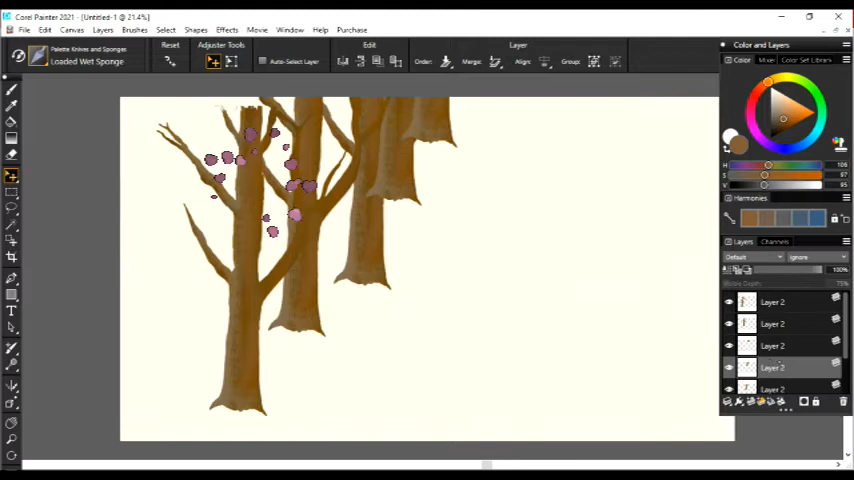 Corel Painter 2021 - [Untitled-1 @ 21.4%]
File Edit Canvas Layers Brushes Select Shapes Effects Movie Window Help Purchase
Palette Knives and Sponges
Loaded Wet Sponge
Reset
Adjuster Tools
Auto-Select Layer
Edit
Layer
Order:
Merge:
Align:
Group:
Color and Layers
Color Mixer Color Set Librar
H 106
S 97
V 95
Harmonies
Layers Channels
Default Ignore
100%
75%
Layer 2
Layer 2
Layer 2
Layer 2
Layer 2